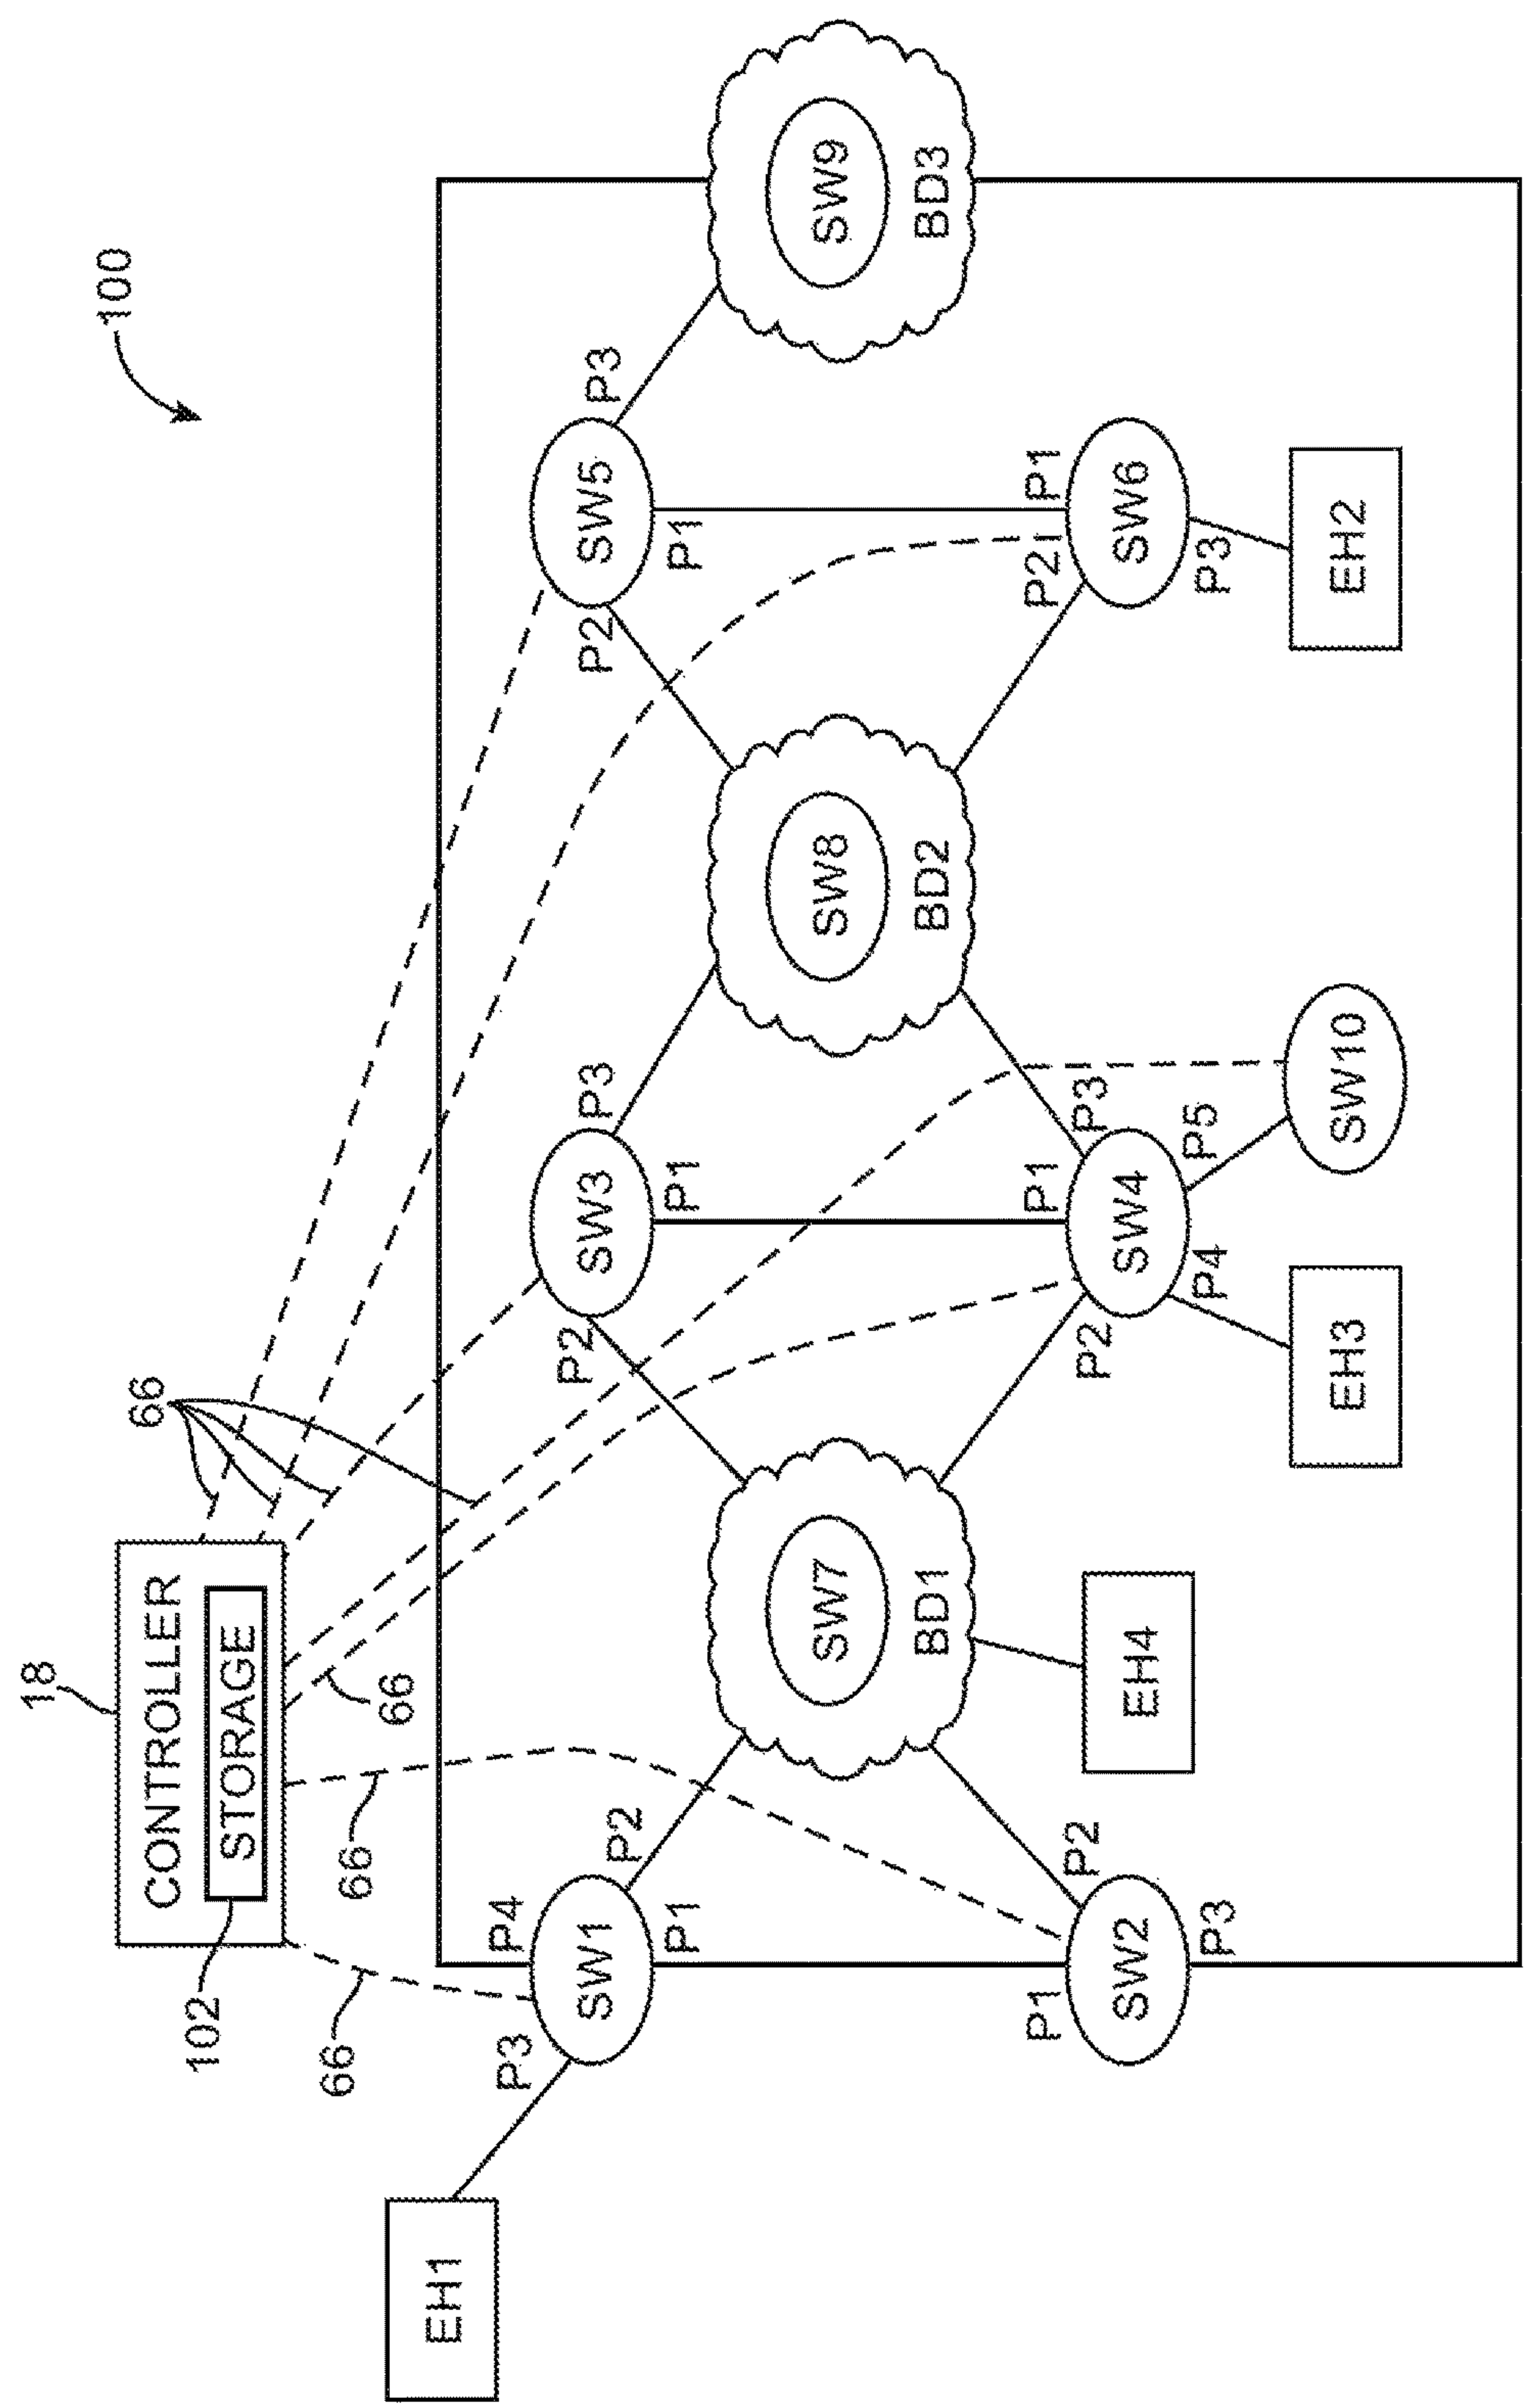 100
18
CONTROLLER
STORAGE
102
66
66
66
66
EH1
P3
SW1
P4
P2
P1
P1
SW2
P2
P3
SW7
BD1
EH4
P2
SW3
P3
P1
P1
P2
SW4
P3
P4
P5
EH3
SW10
SW8
BD2
P2
SW5
P3
P1
P1
P2
SW6
P3
EH2
SW9
BD3